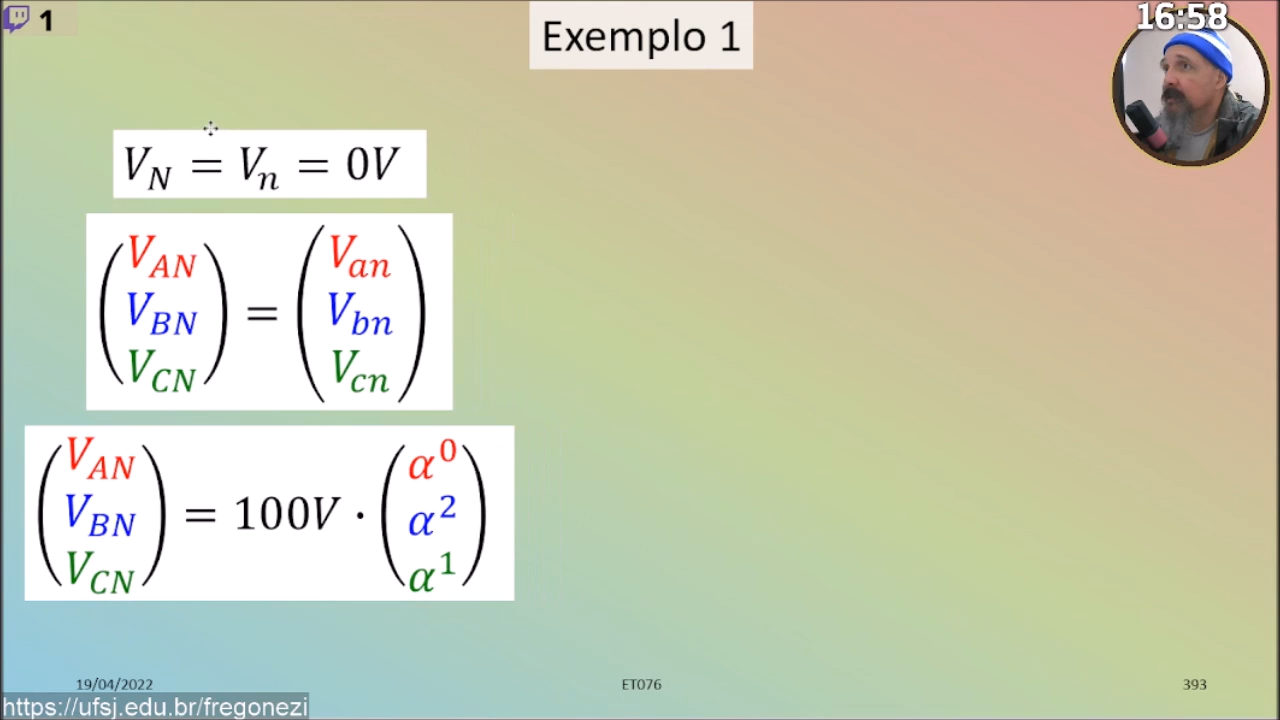 1
Exemplo 1
16:58
V_N = V_n = 0V
(V_AN V_BN V_CN) = (V_an V_bn V_cn)
(V_AN V_BN V_CN) = 100V · (α^0 α^2 α^1)
19/04/2022
ET076
393
https://ufsj.edu.br/fregonezi